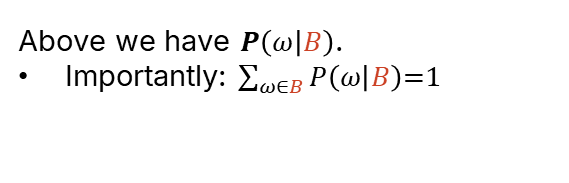 Above we have P(ω|B).
• Importantly: ∑ω∈B P(ω|B)=1